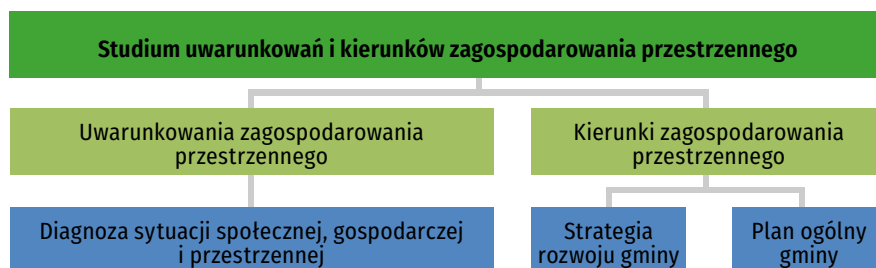 Studium uwarunkowań i kierunków zagospodarowania przestrzennego
Uwarunkowania zagospodarowania
przestrzennego
Kierunki zagospodarowania
przestrzennego
Diagnoza sytuacji społecznej, gospodarczej
i przestrzennej
Strategia
rozwoju gminy
Plan ogólny
gminy